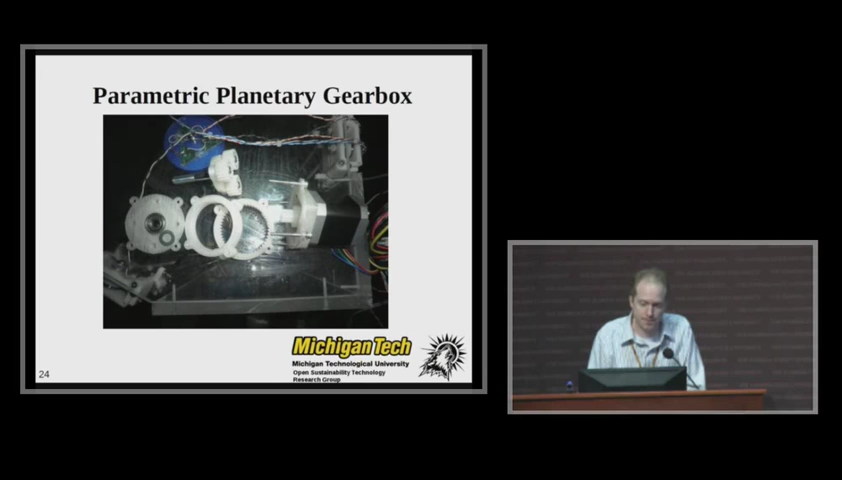 Parametric Planetary Gearbox
Michigan Tech
Michigan Technological University
Open Sustainability Technology
Research Group
24